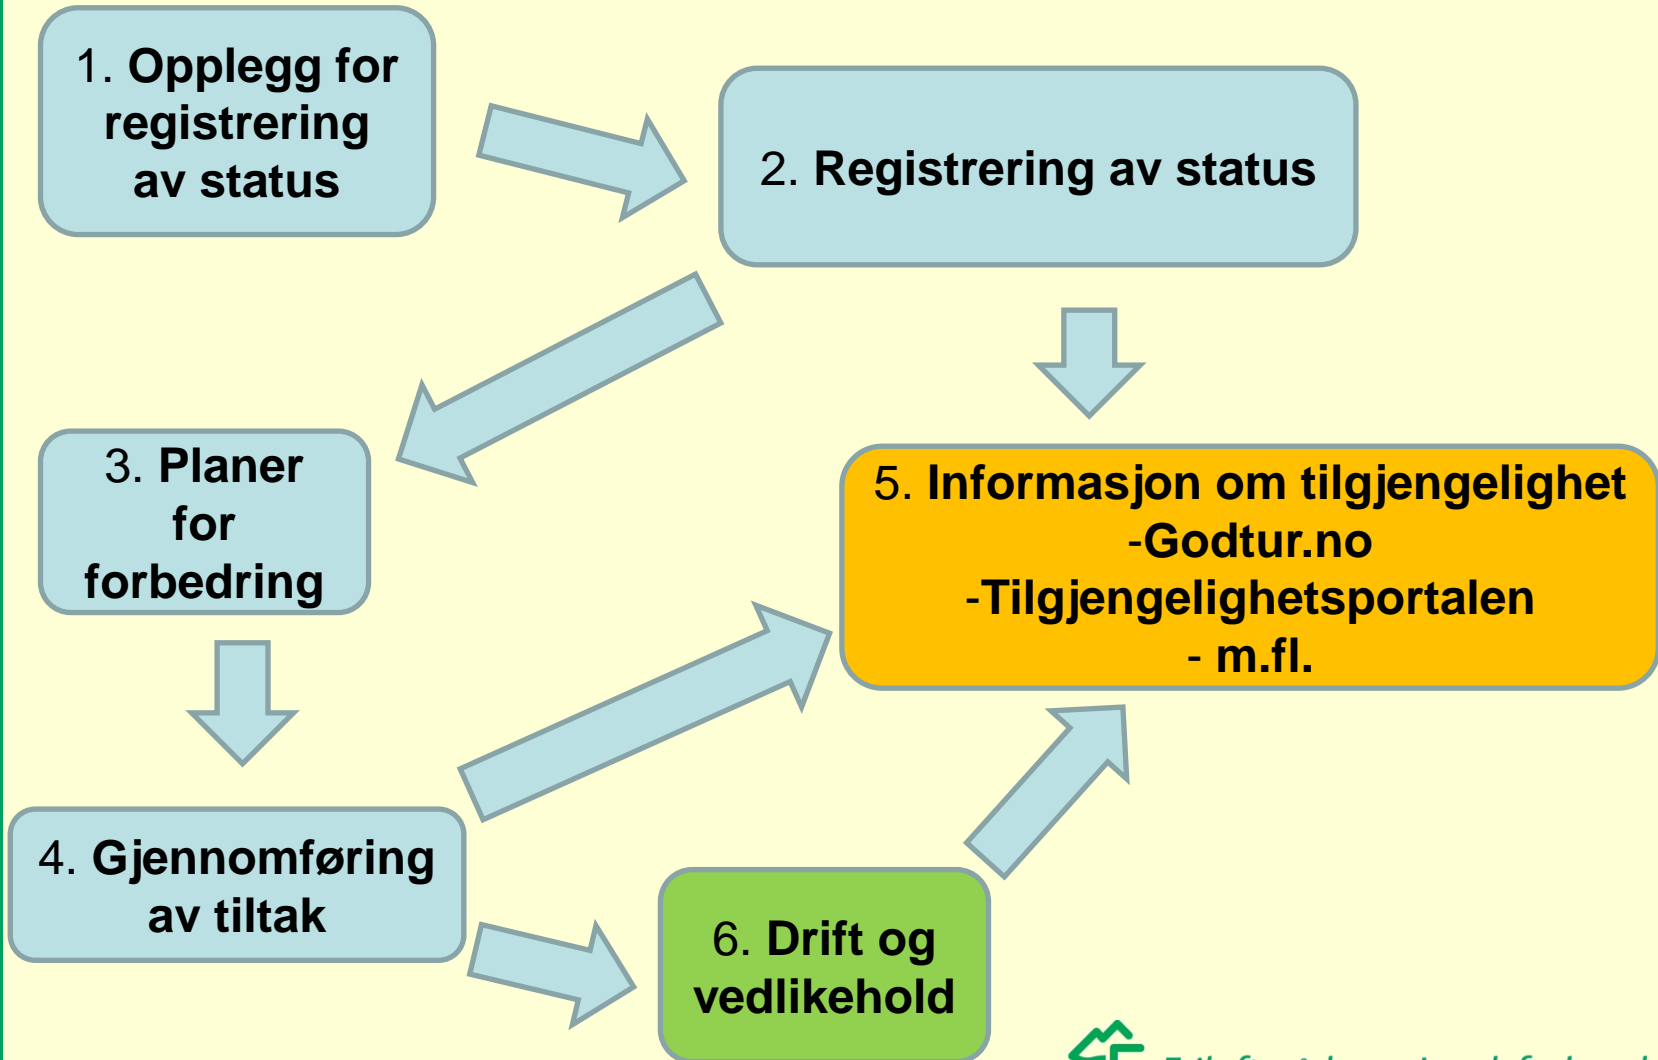 1. Opplegg for
registrering
av status
2. Registrering av status
3. Planer
for
forbedring
5. Informasjon om tilgjengelighet
-Godtur.no
-Tilgjengelighetsportalen
- m.fl.
4. Gjennomføring
av tiltak
6. Drift og
vedlikehold